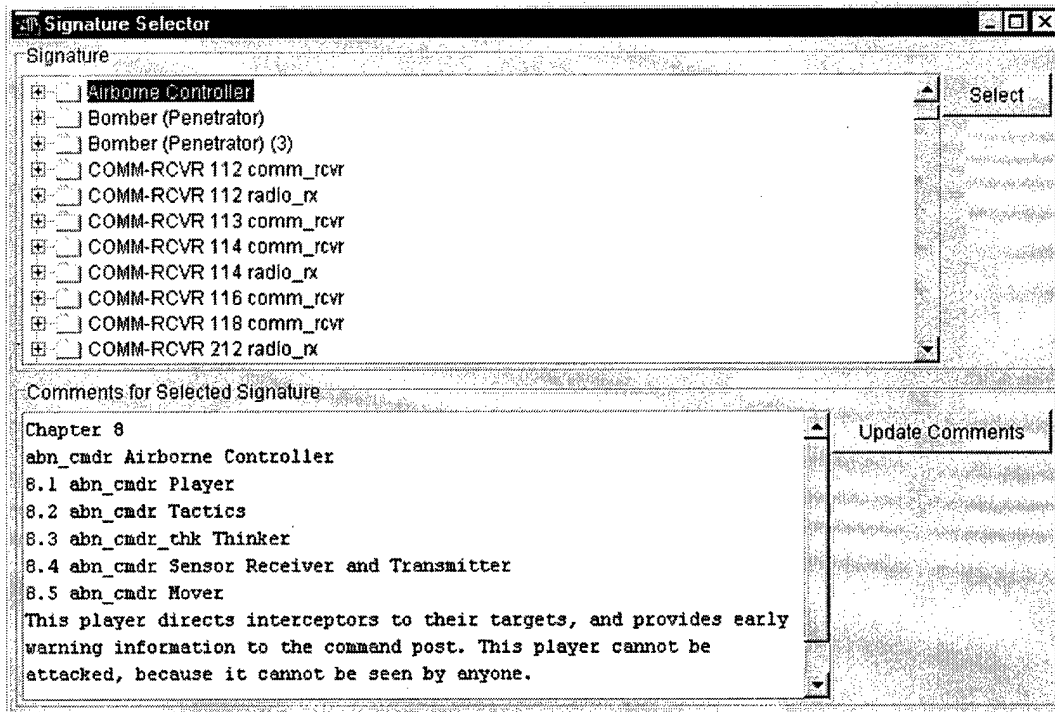 Signature Selector
Signature
Airborne Controller
Select
Bomber (Penetrator)
Bomber (Penetrator) (3)
COMM-RCVR 112 comm_rcvr
COMM-RCVR 112 radio_rx
COMM-RCVR 113 comm_rcvr
COMM-RCVR 114 comm_rcvr
COMM-RCVR 114 radio_rx
COMM-RCVR 116 comm_rcvr
COMM-RCVR 118 comm_rcvr
COMM-RCVR 212 radio_rx
Comments for Selected Signature
Chapter 8
Update Comments
abn_cmdr Airborne Controller
8.1 abn_cmdr Player
8.2 abn_cmdr Tactics
8.3 abn_cmdr_thk Thinker
8.4 abn_cmdr Sensor Receiver and Transmitter
8.5 abn_cmdr Mover
This player directs interceptors to their targets, and provides early
warning information to the command post. This player cannot be
attacked, because it cannot be seen by anyone.